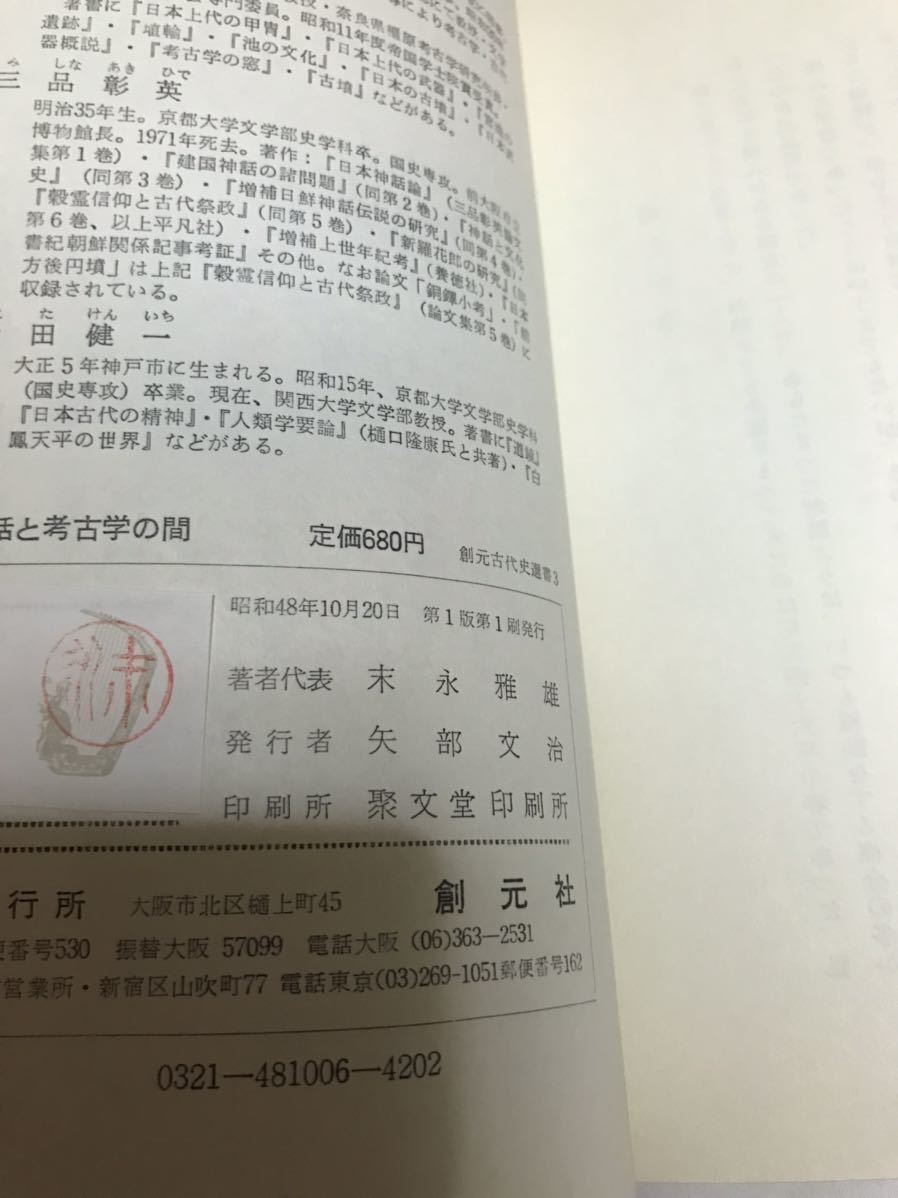 著書に『日本上代の甲冑』・『日本上代の武器』・
遺跡』・『埴輪』・『池の文化』・『日本の古墳』・
器概説』・『考古学の窓』・『古墳』などがある。
み しな あき ひで
三品彰英
明治35年生。京都大学文学部史学科卒。国史専攻。前大阪市立
博物館長。1971年死去。著作:『日本神話論』(三品彰英論文
集第1巻)・『建国神話の諸問題』(同第2巻)・『神話と文化
史』(同第3巻)・『増補日鮮神話伝説の研究』(同第4巻)・
『穀霊信仰と古代祭政』(同第5巻)・『新羅花郎の研究』(同
第6巻、以上平凡社)・『増補上世年紀考』(養徳社)・『日本
書紀朝鮮関係記事考証』その他。なお論文「銅鐸小考」・「前
方後円墳」は上記『穀霊信仰と古代祭政』(論文集第5巻)に
収録されている。
た けん いち
田健一
大正5年神戸市に生まれる。昭和15年、京都大学文学部史学科
(国史専攻)卒業。現在、関西大学文学部教授。著書に『道鏡』
『日本古代の精神』・『人類学要論』(樋口隆康氏と共著)・『白
鳳天平の世界』などがある。
話と考古学の間 定価680円 創元古代史選書3
昭和48年10月20日 第1版第1刷発行
著者代表 末永雅雄
発行者 矢部文治
印刷所 聚文堂印刷所
行所 大阪市北区樋上町45 創元社
便番号530 振替大阪 57099 電話大阪 (06)363-2531
営業所・新宿区山吹町77 電話東京(03)269-1051郵便番号162
0321-481006-4202